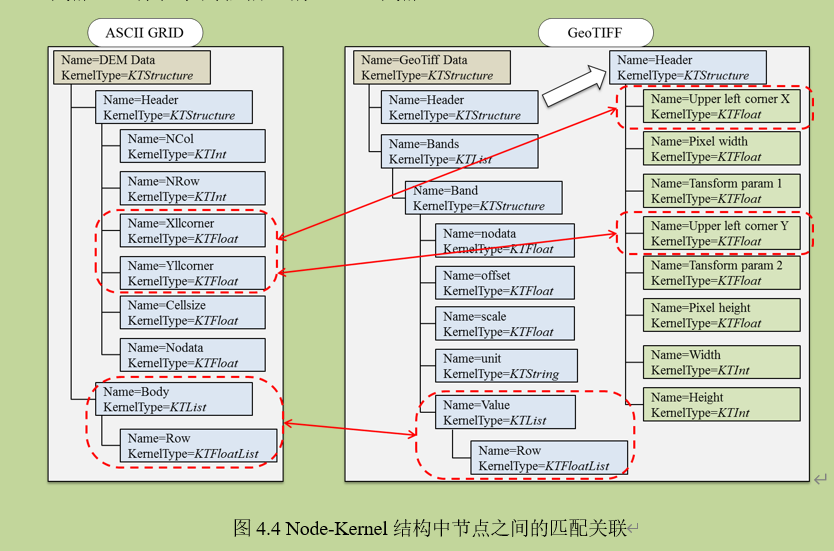 ASCII GRID
Name=DEM Data
KernelType=KTStructure
Name=Header
KernelType=KTStructure
Name=NCol
KernelType=KTInt
Name=NRow
KernelType=KTInt
Name=Xllcorner
KernelType=KTFloat
Name=Yllcorner
KernelType=KTFloat
Name=Cellsize
KernelType=KTFloat
Name=Nodata
KernelType=KTFloat
Name=Body
KernelType=KTList
Name=Row
KernelType=KTFloatList
GeoTIFF
Name=GeoTiff Data
KernelType=KTStructure
Name=Header
KernelType=KTStructure
Name=Bands
KernelType=KTList
Name=Band
KernelType=KTStructure
Name=nodata
KernelType=KTFloat
Name=offset
KernelType=KTFloat
Name=scale
KernelType=KTFloat
Name=unit
KernelType=KTString
Name=Value
KernelType=KTList
Name=Row
KernelType=KTFloatList
Name=Header
KernelType=KTStructure
Name=Upper left corner X
KernelType=KTFloat
Name=Pixel width
KernelType=KTFloat
Name=Tansform param 1
KernelType=KTFloat
Name=Upper left corner Y
KernelType=KTFloat
Name=Tansform param 2
KernelType=KTFloat
Name=Pixel height
KernelType=KTFloat
Name=Width
KernelType=KTInt
Name=Height
KernelType=KTInt
图 4.4 Node-Kernel 结构中节点之间的匹配关联